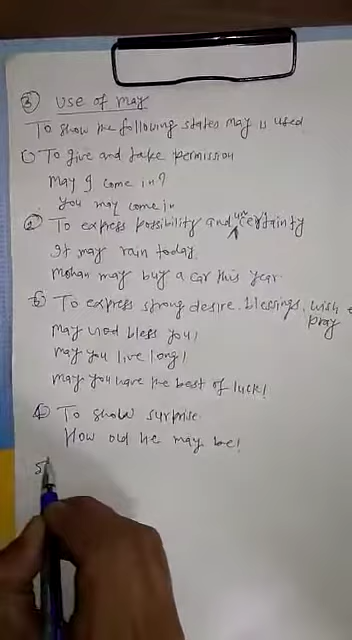 ③ Use of may
To show the following states may is used
① To give and take permission
May I come in?
You may come in
② To express possibility and uncertainty
It may rain today.
Mohan may buy a car this year
③ To express strong desire, blessings, wish
pray
May God bless you!
May you live long!
May you have the best of luck!
④ To show surprise.
How old he may be!
5